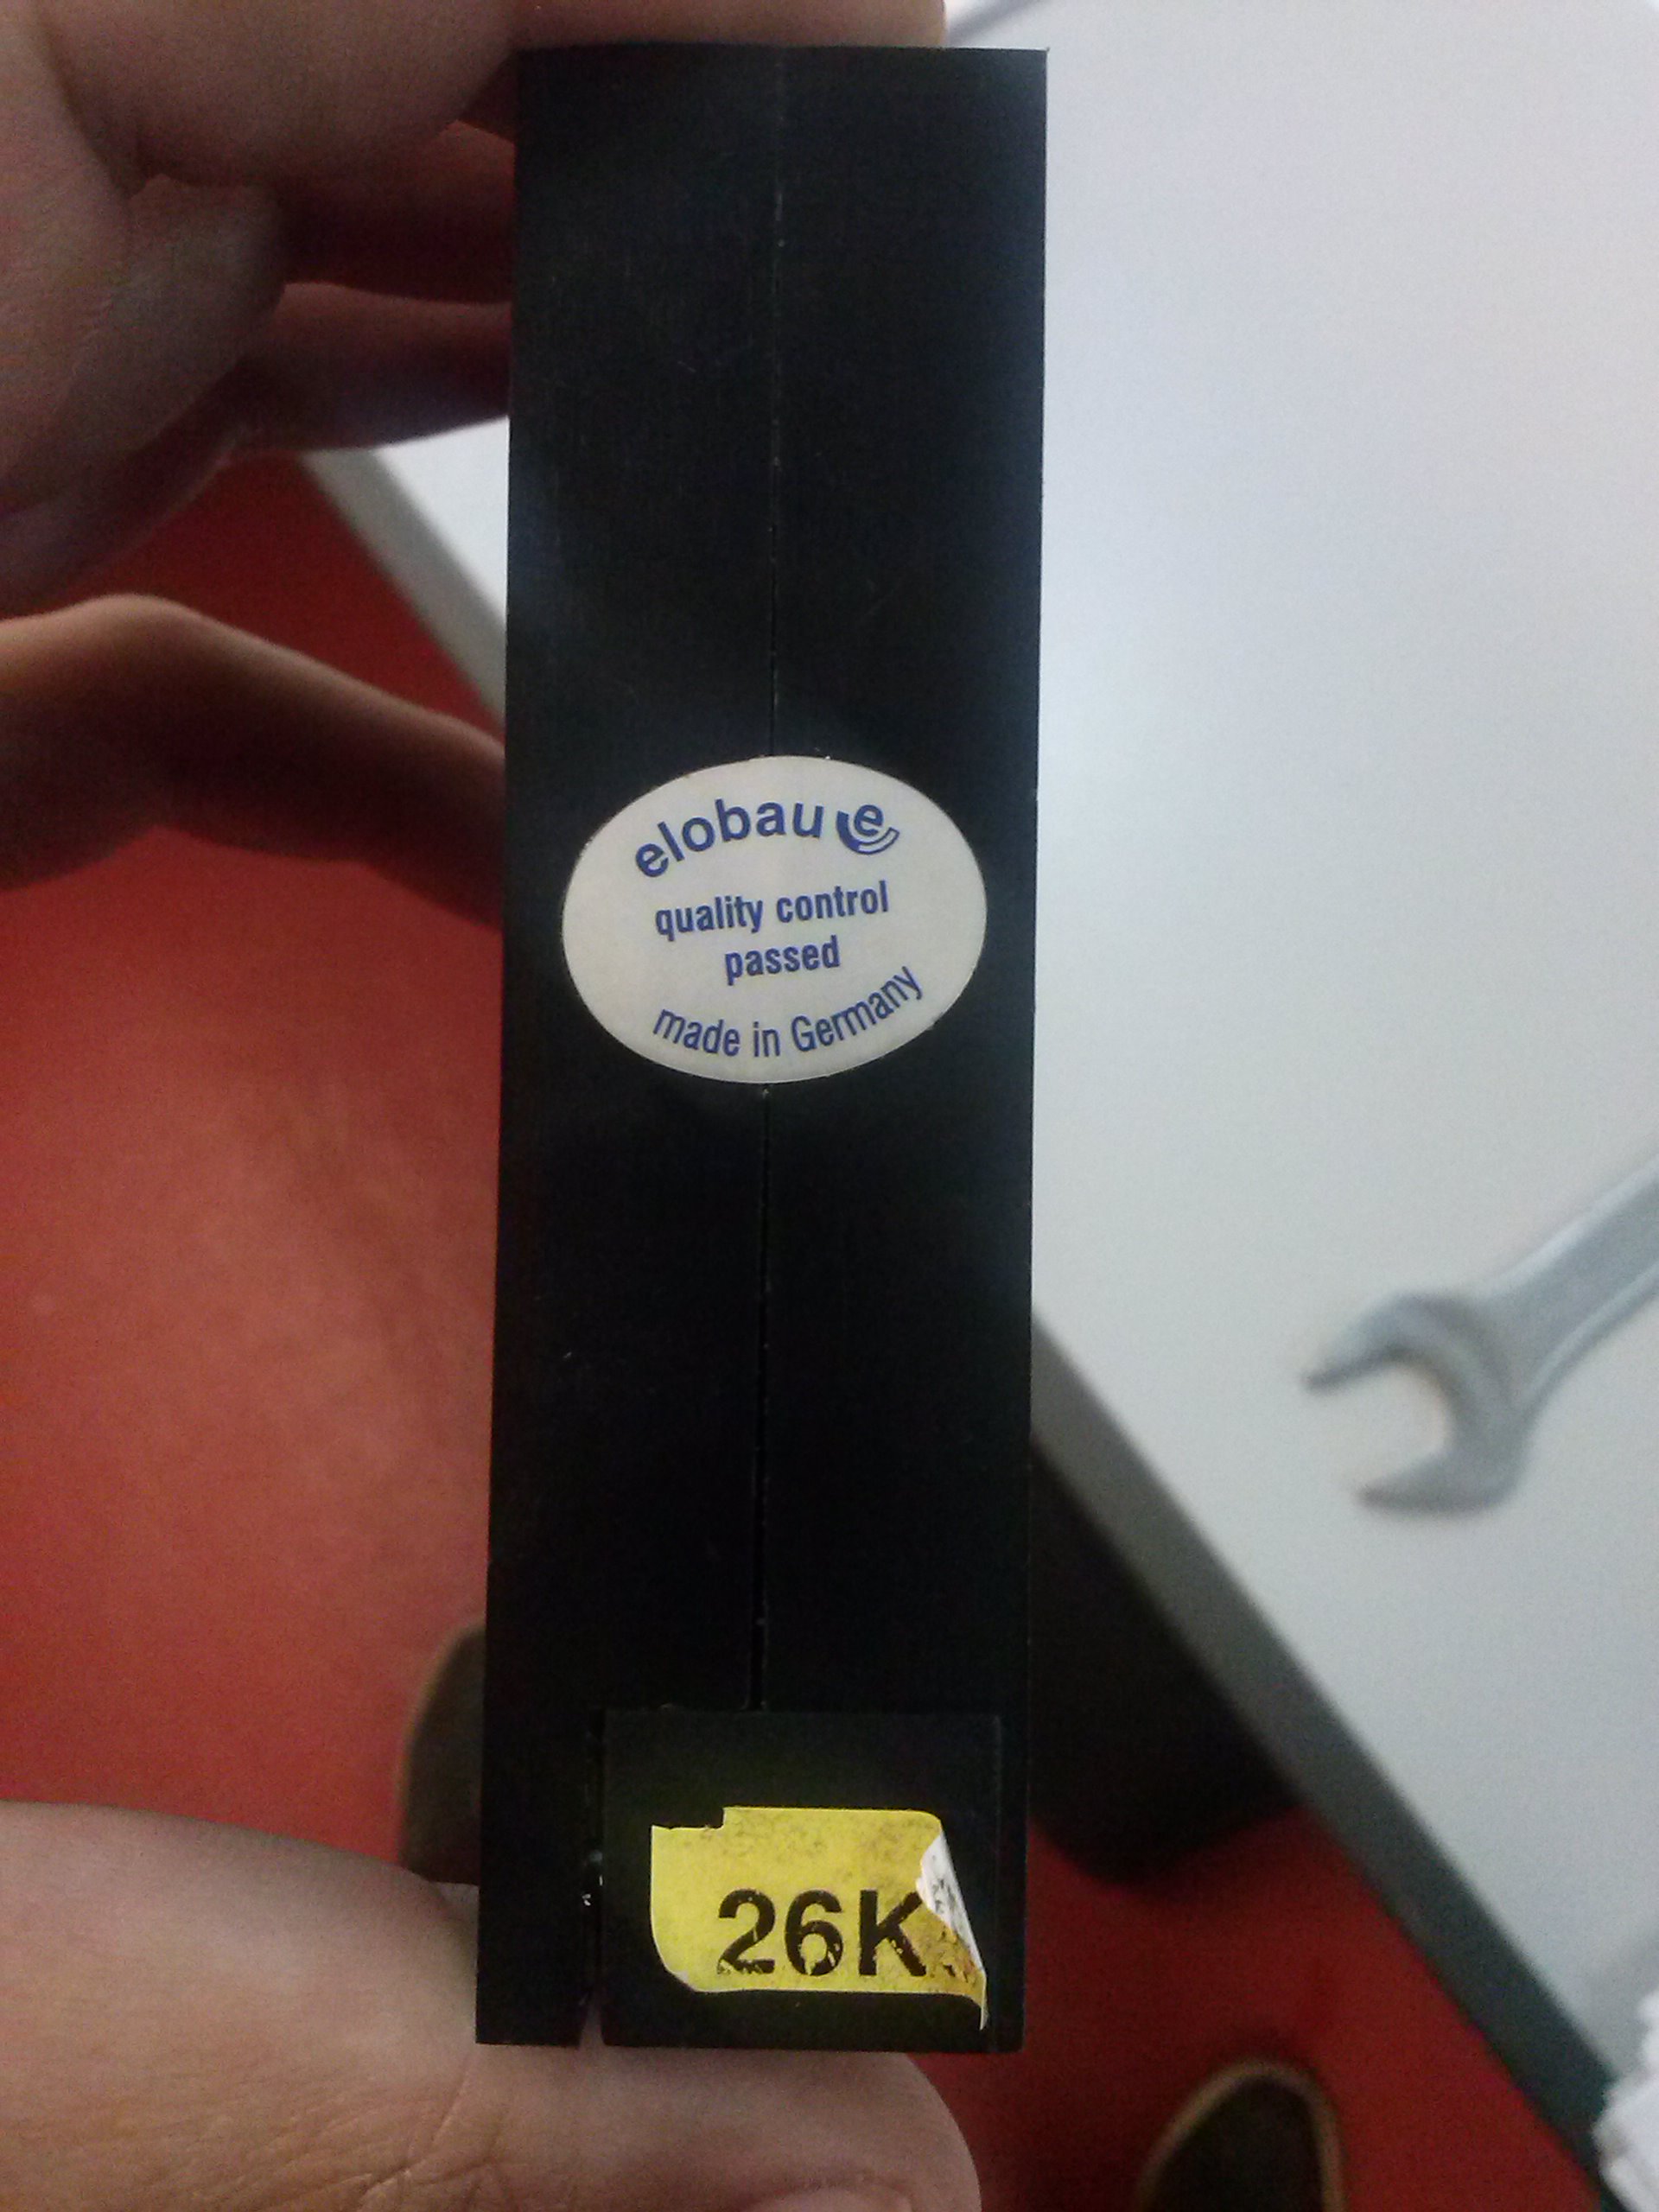 elobau e
quality control
passed
made in Germany
26K